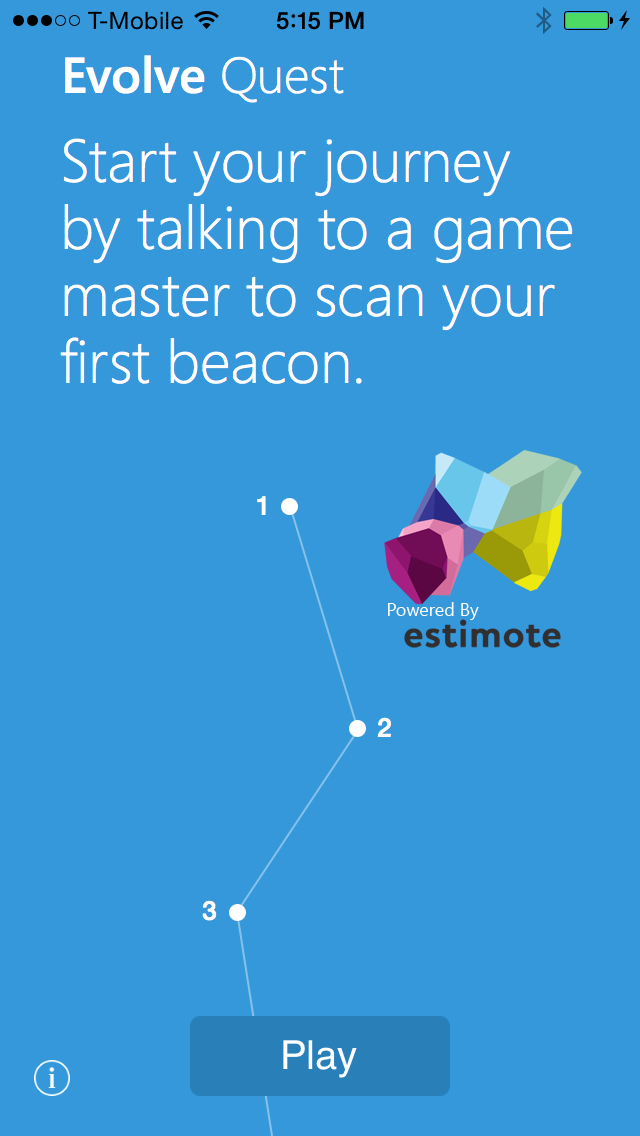 T-Mobile 5:15 PM
Evolve Quest
Start your journey
by talking to a game
master to scan your
first beacon.
1
Powered By
estimote
2
3
Play
i